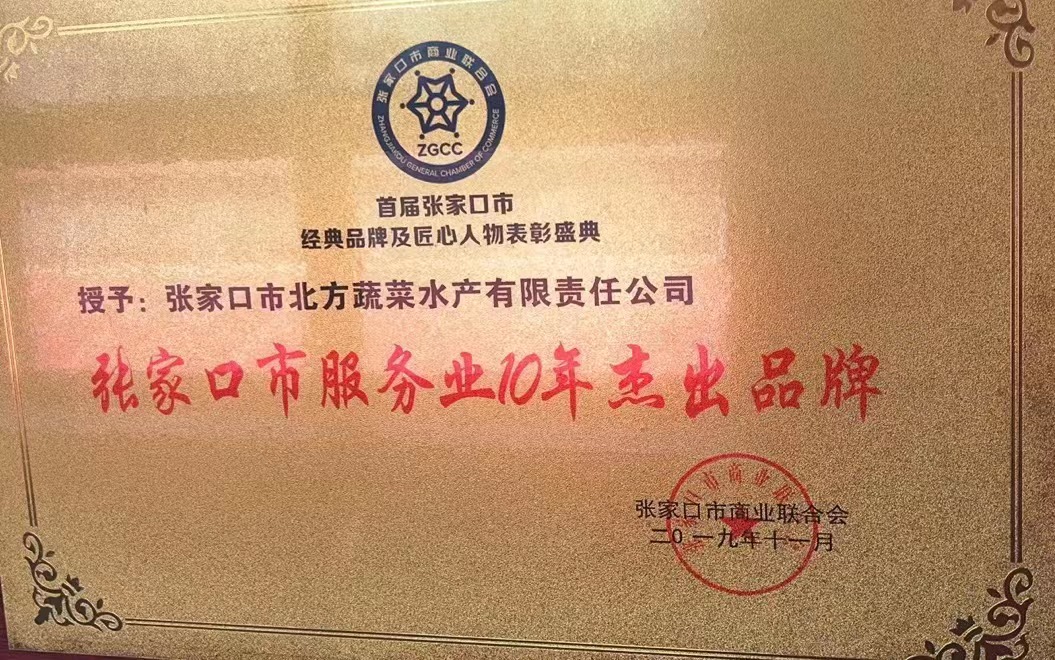 张家口市商业联合会
ZHANGJIAKOU GENERAL CHAMBER OF COMMERCE
ZGCC
首届张家口市
经典品牌及匠心人物表彰盛典
授予：张家口市北方蔬菜水产有限责任公司
张家口市服务业10年杰出品牌
张家口市商业联合会
二0一九年十一月